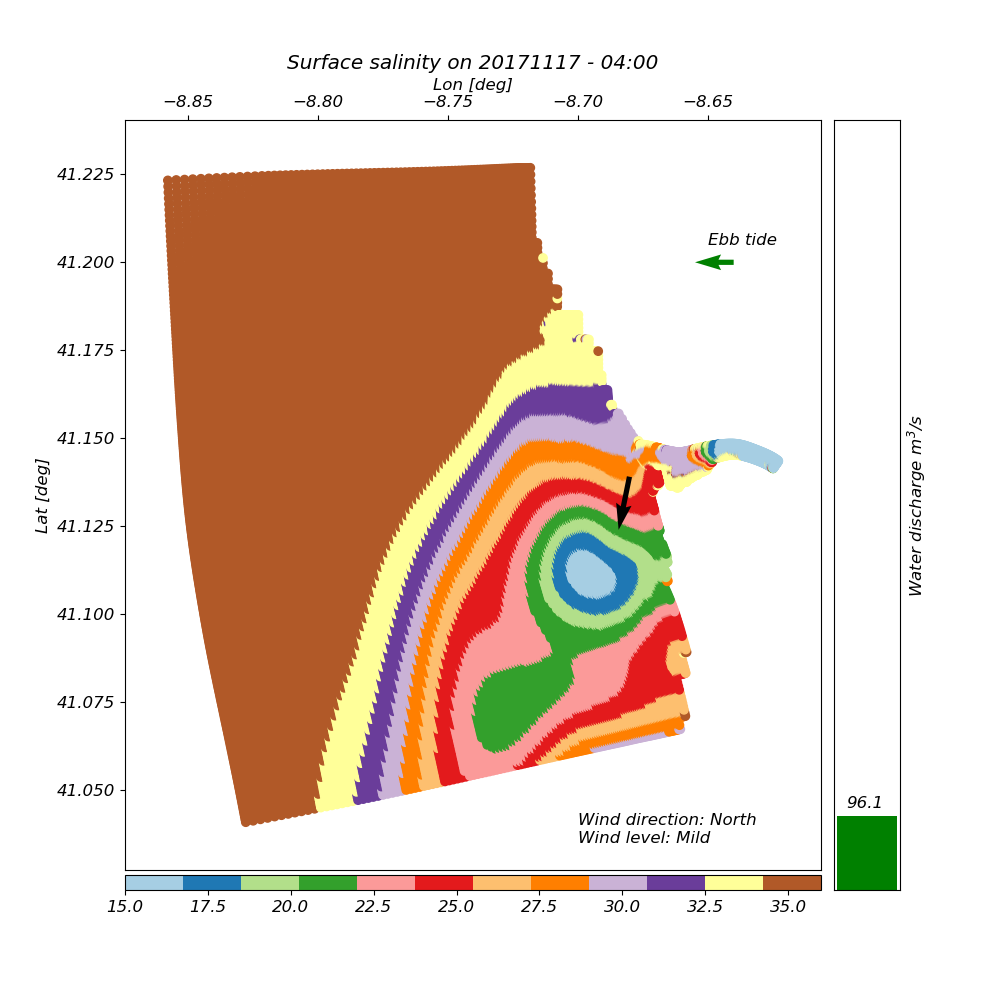 Surface salinity on 20171117 - 04:00
Lon [deg]
−8.85 −8.80 −8.75 −8.70 −8.65
41.225
41.200
41.175
41.150
41.125
41.100
41.075
41.050
Lat [deg]
Ebb tide
Wind direction: North
Wind level: Mild
15.0 17.5 20.0 22.5 25.0 27.5 30.0 32.5 35.0
96.1
Water discharge m³/s